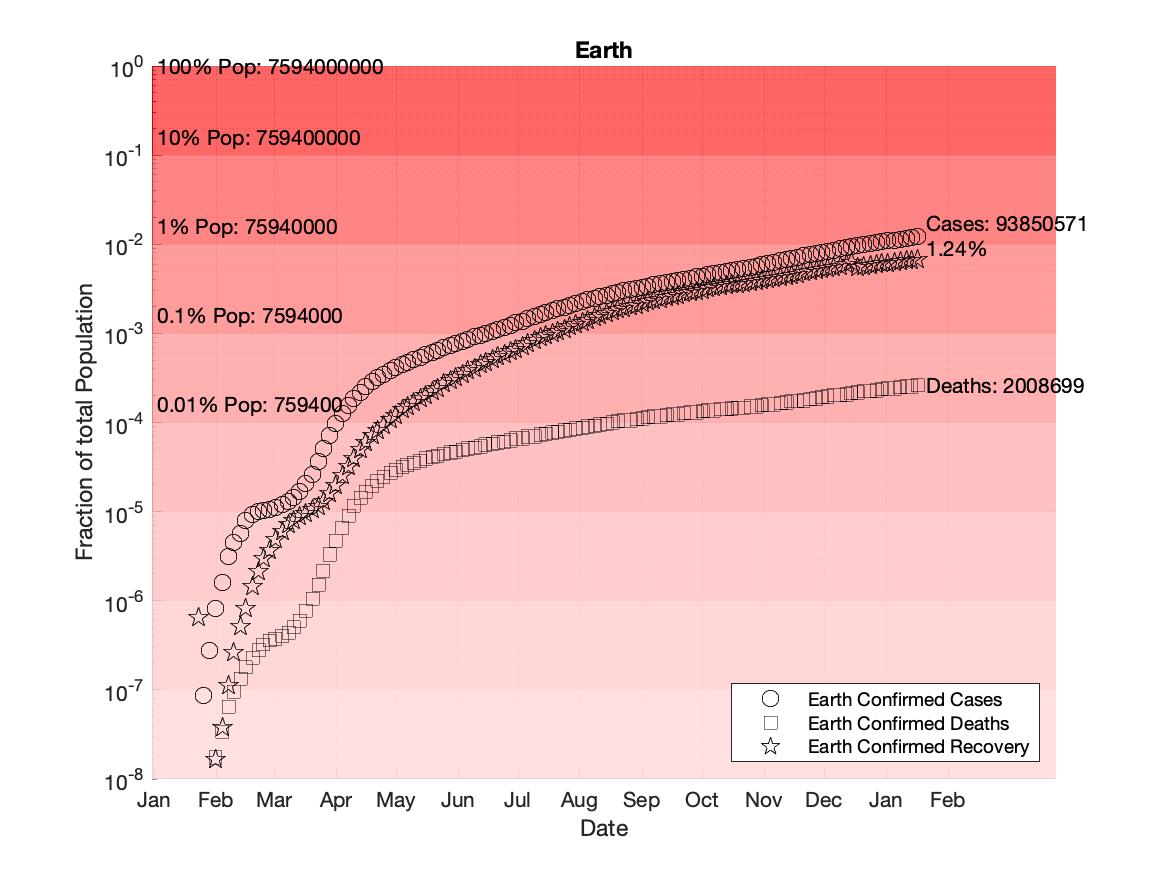 Earth
10^0
100% Pop: 7594000000
10% Pop: 759400000
10^-1
1% Pop: 75940000
Cases: 93850571
10^-2
1.24%
0.1% Pop: 7594000
10^-3
Deaths: 2008699
0.01% Pop: 759400
10^-4
10^-5
10^-6
10^-7
10^-8
Fraction of total Population
Earth Confirmed Cases
Earth Confirmed Deaths
Earth Confirmed Recovery
Jan Feb Mar Apr May Jun Jul Aug Sep Oct Nov Dec Jan Feb
Date